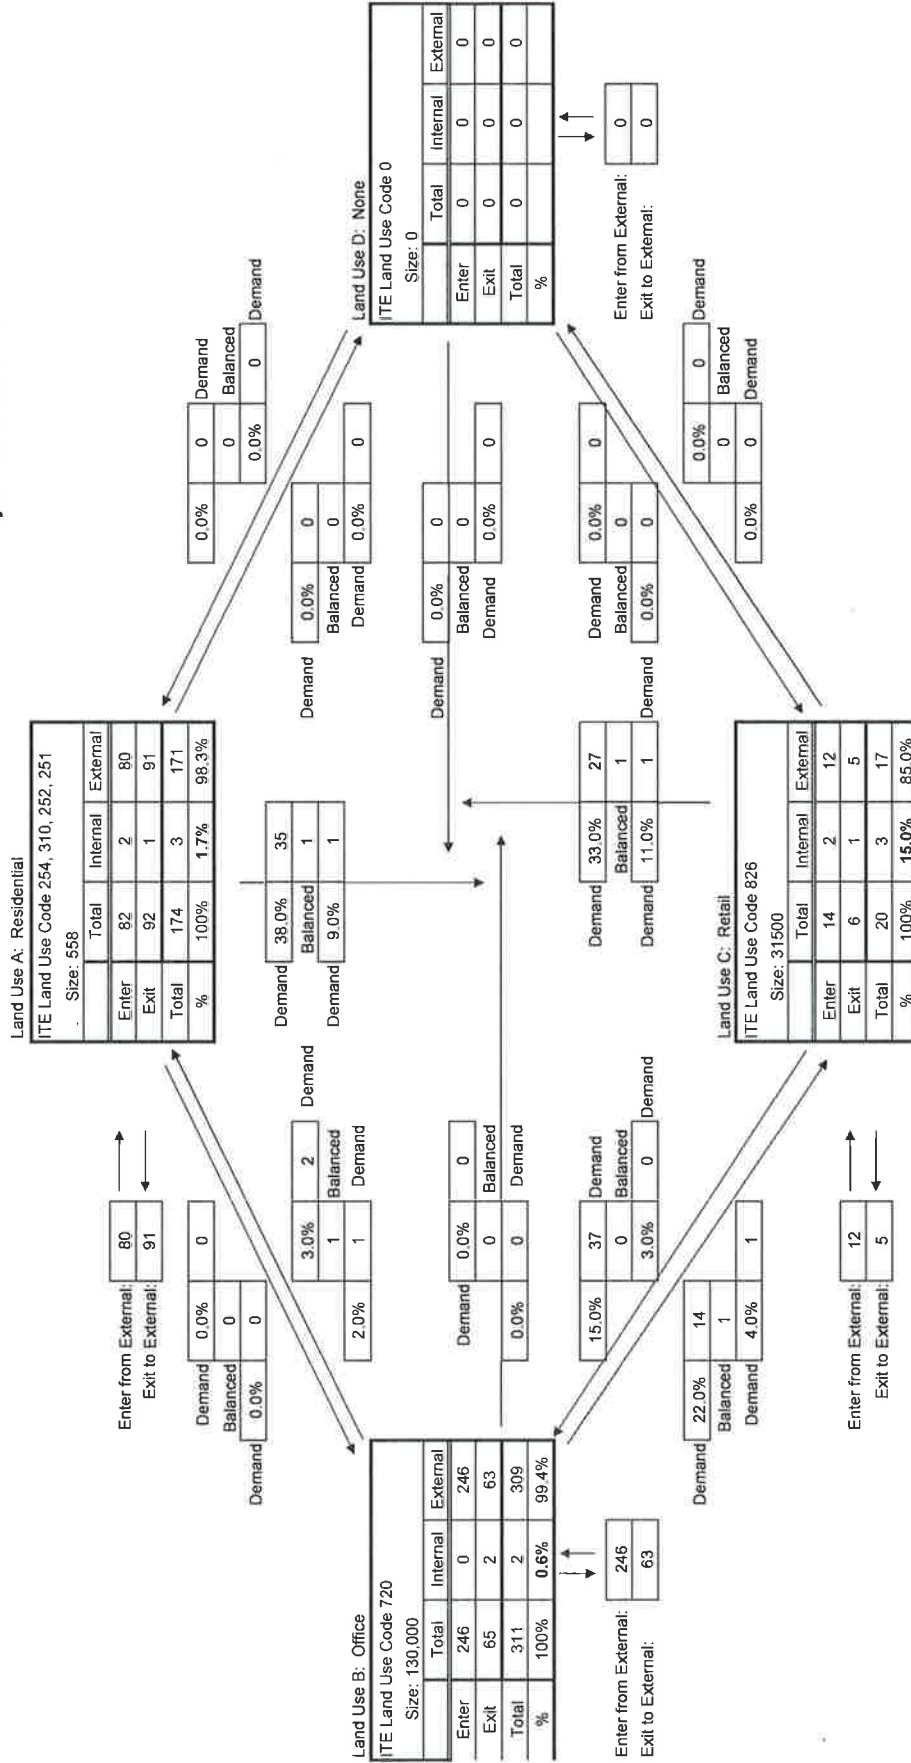 Land Use A: Residential
ITE Land Use Code 254, 310, 252, 251
Size: 558
Total Internal External
Enter 82 2 80
Exit 92 1 91
Total 174 3 171
% 100% 1.7% 98.3%
Enter from External: 80
Exit to External: 91
Demand 0.0% 0
Balanced 0
Demand 0.0% 0
3.0% 2 Demand
1 Balanced
2.0% 1 Demand
Demand 38.0% 35
Balanced 1
Demand 9.0% 1
0.0% 0 Demand
0 Balanced
0.0% 0 Demand
Demand 0.0% 0
Balanced 0
Demand 0.0% 0
Land Use B: Office
ITE Land Use Code 720
Size: 130,000
Total Internal External
Enter 246 0 246
Exit 65 2 63
Total 311 2 309
% 100% 0.6% 99.4%
Enter from External: 246
Exit to External: 63
Demand 0.0% 0
0 Balanced
0.0% 0 Demand
Demand 0.0% 0
Balanced 0
Demand 0.0% 0
Land Use D: None
ITE Land Use Code 0
Size: 0
Total Internal External
Enter 0 0 0
Exit 0 0 0
Total 0 0 0
%
Enter from External: 0
Exit to External: 0
15.0% 37 Demand
0 Balanced
3.0% 0 Demand
Demand 22.0% 14
Balanced 1
Demand 4.0% 1
Demand 33.0% 27
Balanced 1
Demand 11.0% 1
Demand 0.0% 0
Balanced 0
Demand 0.0% 0
0.0% 0 Demand
0 Balanced
0.0% 0 Demand
Land Use C: Retail
ITE Land Use Code 826
Size: 31500
Total Internal External
Enter 14 2 12
Exit 6 1 5
Total 20 3 17
% 100% 15.0% 85.0%
Enter from External: 12
Exit to External: 5